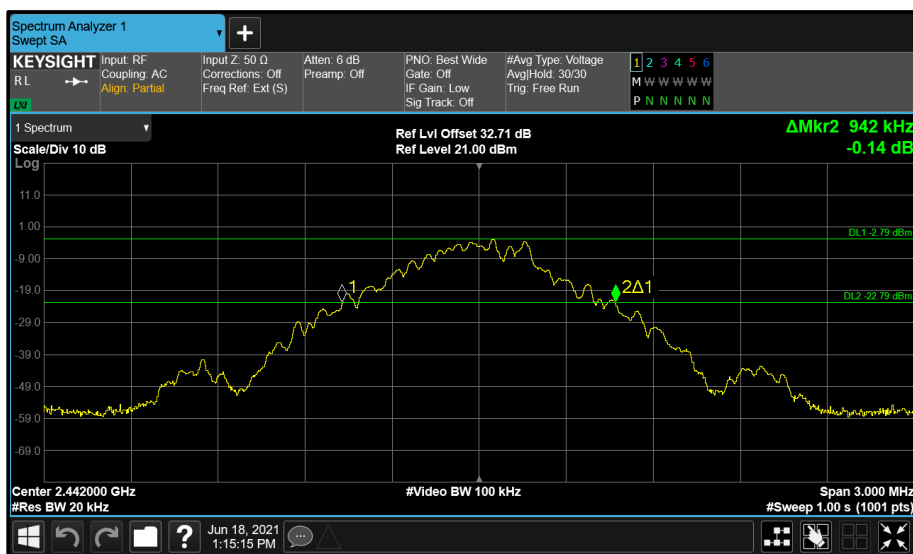 Spectrum Analyzer 1
Swept SA
+
KEYSIGHT
R L
LXI
Input: RF
Coupling: AC
Align: Partial
Input Z: 50 Ω
Corrections: Off
Freq Ref: Ext (S)
Atten: 6 dB
Preamp: Off
PNO: Best Wide
Gate: Off
IF Gain: Low
Sig Track: Off
#Avg Type: Voltage
Avg|Hold: 30/30
Trig: Free Run
1 2 3 4 5 6
M W W W W W
P N N N N N
1 Spectrum
Scale/Div 10 dB
Log
Ref Lvl Offset 32.71 dB
Ref Level 21.00 dBm
ΔMkr2 942 kHz
-0.14 dB
11.0
1.00
DL1 -2.79 dBm
-9.00
-19.0
1
2Δ1
DL2 -22.79 dBm
-29.0
-39.0
-49.0
-59.0
-69.0
Center 2.442000 GHz
#Res BW 20 kHz
#Video BW 100 kHz
Span 3.000 MHz
#Sweep 1.00 s (1001 pts)
?
Jun 18, 2021
1:15:15 PM